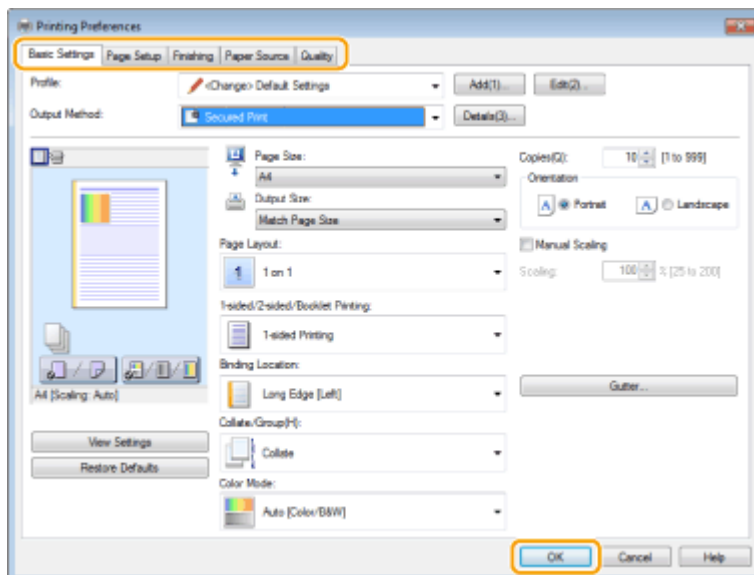 Printing Preferences
Basic Settings Page Setup Finishing Paper Source Quality
Profile: <Change> Default Settings Add(1)... Edit(2)...
Output Method: Secured Print Details(3)...
Page Size: Copies(Q): 10 [1 to 999]
A4 Orientation
Output Size: A Portrait A Landscape
Match Page Size
Page Layout: Manual Scaling
1 1 on 1 Scaling: 100 % [25 to 200]
1-sided/2-sided/Booklet Printing:
1-sided Printing
Binding Location:
A4 [Scaling: Auto] Long Edge [Left] Gutter...
Collate/Group(H):
View Settings Collate
Restore Defaults
Color Mode:
Auto [Color/B&W]
OK Cancel Help